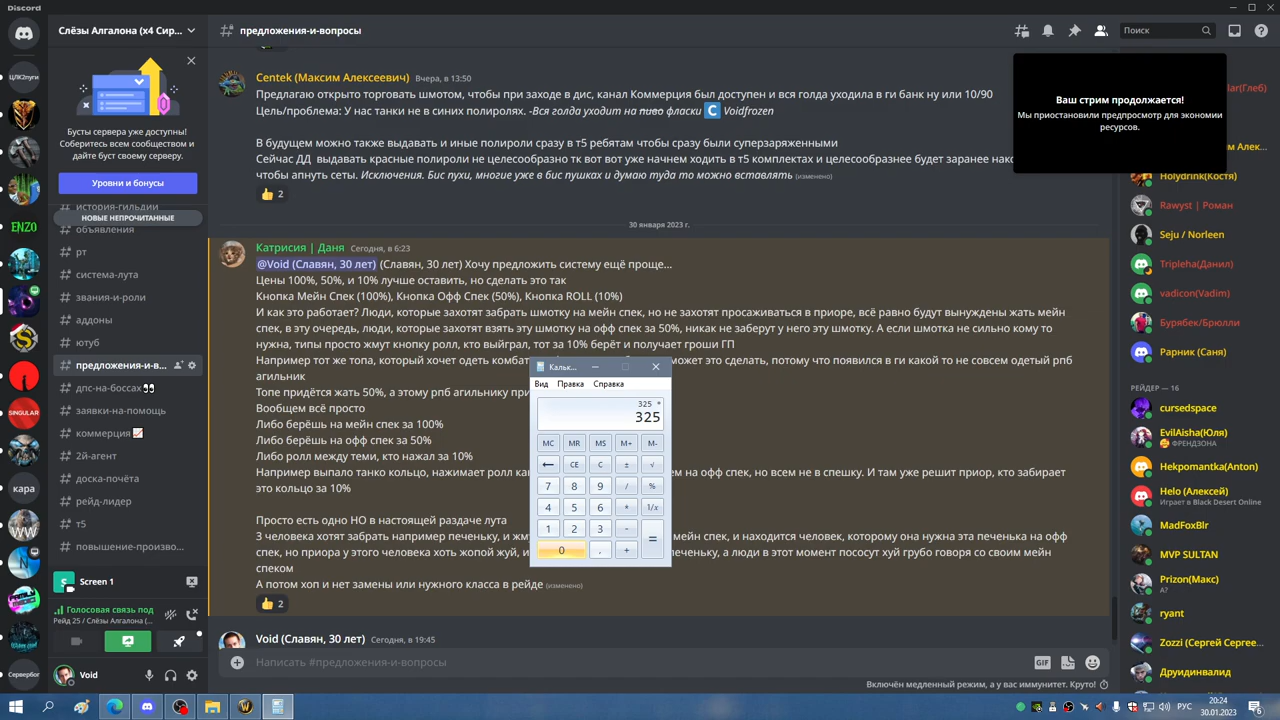 Discord
Слёзы Алгалона (x4 Сир...
предложения-и-вопросы
Поиск
Бусты сервера уже доступны!
Соберитесь всем сообществом и
дайте буст своему серверу.
Уровни и бонусы
история-гильдии
НОВЫЕ НЕПРОЧИТАННЫЕ
объявления
рт
система-лута
звания-и-роли
аддоны
ютуб
предложения-и-в...
дпс-на-боссах👀
заявки-на-помощь
коммерция
2й-агент
доска-почёта
рейд-лидер
т5
повышение-произво...
Screen 1
Голосовая связь под
Рейд 25 / Слёзы Алгалона (...
Void
ENZO
SINGULAR
кара
Сервербог
Centek (Максим Алексеевич) Вчера, в 13:50
Предлагаю открыто торговать шмотом, чтобы при заходе в дис, канал Коммерция был доступен и вся голда уходила в ги банк ну или 10/90
Цель/проблема: У нас танки не в синих полиролях. -Вся голда уходит на пиво фласки C Voidfrozen
В будущем можно также выдавать и иные полироли сразу в т5 ребятам чтобы сразу были суперзаряженными
Сейчас ДД выдавать красные полироли не целесообразно тк вот вот уже начнем ходить в т5 комплектах и целесообразнее будет заранее
чтобы апнуть сеты. Исключения. Бис пухи, многие уже в бис пушках и думаю туда то можно вставлять (изменено)
👍 2
30 января 2023 г.
Катрисия | Даня Сегодня, в 6:23
@Void (Славян, 30 лет) (Славян, 30 лет) Хочу предложить систему ещё проще...
Цены 100%, 50%, и 10% лучше оставить, но сделать это так
Кнопка Мейн Спек (100%), Кнопка Офф Спек (50%), Кнопка ROLL (10%)
И как это работает? Люди, которые захотят забрать шмотку на мейн спек, но не захотят просаживаться в приоре, всё равно будут вынуждены жать мейн
спек, в эту очередь, люди, которые захотят взять эту шмотку на офф спек за 50%, никак не заберут у него эту шмотку. А если шмотка не сильно кому то
нужна, типы просто жмут кнопку ролл, кто выиграл, тот за 10% берёт и получает гроши ГП
Например тот же топа, который хочет одеть комбат может это сделать, потому что появился в ги какой то не совсем одетый рпб
агильник
Топе придётся жать 50%, а этому рпб агильнику
Вообщем всё просто
Либо берёшь на мейн спек за 100%
Либо берёшь на офф спек за 50%
Либо ролл между теми, кто нажал за 10%
Например выпало танко кольцо, нажимает ролл на офф спек, но всем не в спешку. И там уже решит приор, кто забирает
это кольцо за 10%
Просто есть одно НО в настоящей раздаче лута
3 человека хотят забрать например печеньку, и мейн спек, и находится человек, которому она нужна эта печенька на офф
спек, но приора у этого человека хоть жопой жуй, и печеньку, а люди в этот момент пососут хуй грубо говоря со своим мейн
спеком
А потом хоп и нет замены или нужного класса в рейде (изменено)
👍 2
Void (Славян, 30 лет) Сегодня, в 19:45
Написать #предложения-и-вопросы
GIF
Включён медленный режим, а у вас иммунитет. Круто!
Кальк...
Вид Правка Справка
325 *
325
MC MR MS M+ M-
← CE C ± √
7 8 9 / %
4 5 6 * 1/x
1 2 3 - =
0 , +
Ваш стрим продолжается!
Мы приостановили предпросмотр для экономии
ресурсов.
Holydrink(Костя)
Rawyst | Роман
Seju / Norleen
Tripleha(Данил)
vadicon(Vadim)
Бурябек/Брюлли
Рарник (Саня)
РЕЙДЕР — 16
cursedspace
EvilAisha(Юля)
ФРЕНДЗОНА
Hekpomantka(Anton)
Helo (Алексей)
Играет в Black Desert Online
MadFoxBlr
MVP SULTAN
Prizon(Макс)
А?
ryant
Zozzi (Сергей Сергее...
Друидинвалид
РУС
20:24
30.01.2023
6